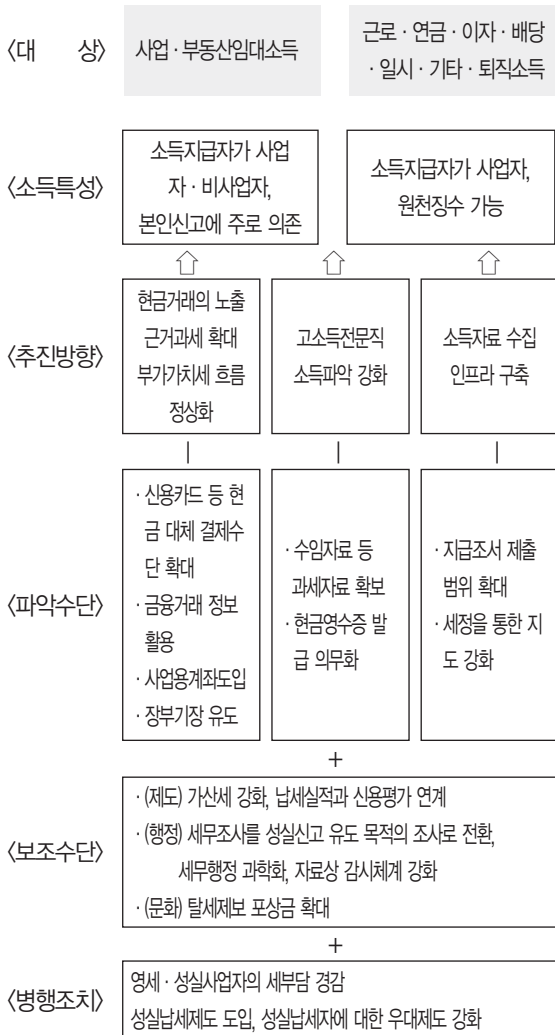 〈대 상〉
사업·부동산임대소득
근로·연금·이자·배당
·일시·기타·퇴직소득
〈소득특성〉
소득지급자가 사업
자·비사업자,
본인신고에 주로 의존
소득지급자가 사업자,
원천징수 가능
〈추진방향〉
현금거래의 노출
근거과세 확대
부가가치세 흐름
정상화
고소득전문직
소득파악 강화
소득자료 수집
인프라 구축
〈파악수단〉
·신용카드 등 현
금 대체 결제수
단 확대
·금융거래 정보
활용
·사업용계좌도입
·장부기장 유도
·수임자료 등
과세자료 확보
·현금영수증 발
급 의무화
·지급조서 제출
범위 확대
·세정을 통한 지
도 강화
+
〈보조수단〉
·(제도) 가산세 강화, 납세실적과 신용평가 연계
·(행정) 세무조사를 성실신고 유도 목적의 조사로 전환,
세무행정 과학화, 자료상 감시체계 강화
·(문화) 탈세제보 포상금 확대
+
〈병행조치〉
영세·성실사업자의 세부담 경감
성실납세제도 도입, 성실납세자에 대한 우대제도 강화